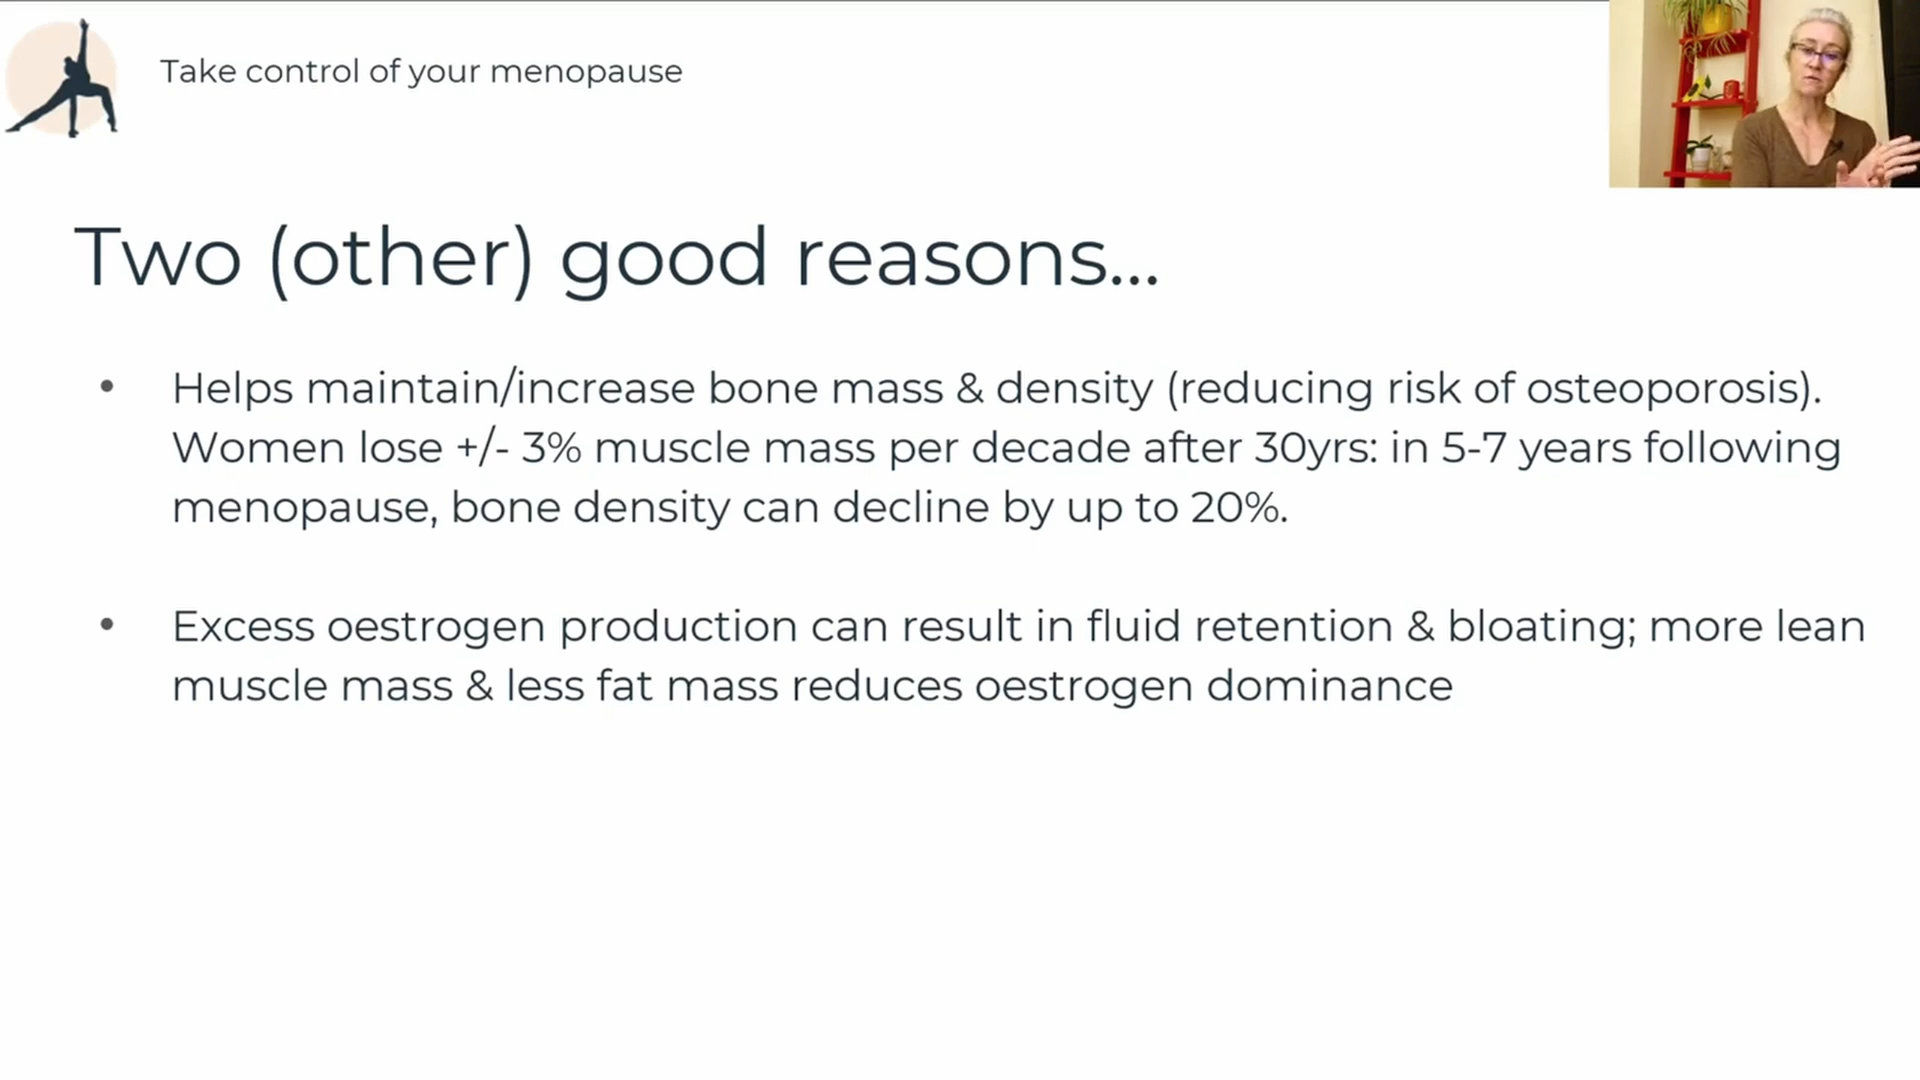 Take control of your menopause
Two (other) good reasons...
• Helps maintain/increase bone mass & density (reducing risk of osteoporosis).
Women lose +/- 3% muscle mass per decade after 30yrs: in 5-7 years following
menopause, bone density can decline by up to 20%.
• Excess oestrogen production can result in fluid retention & bloating; more lean
muscle mass & less fat mass reduces oestrogen dominance